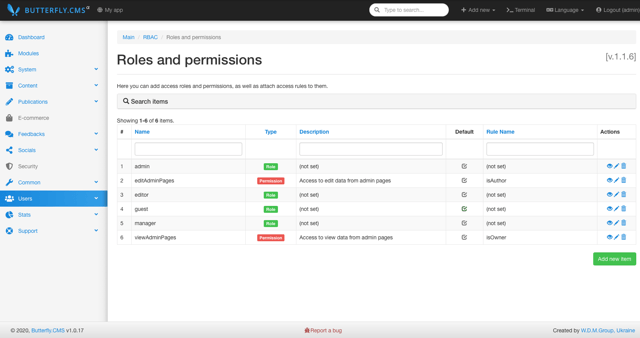 BUTTERFLY.CMS
My app
Type to search...
Add new
Terminal
Language
Logout (admin
Dashboard
Modules
System
Content
Publications
E-commerce
Feedbacks
Socials
Security
Common
Users
Stats
Support
Main / RBAC / Roles and permissions
Roles and permissions
[v.1.1.6]
Here you can add access roles and permissions, as well as attach access rules to them.
Search items
Showing 1-6 of 6 items.
# Name Type Description Default Rule Name Actions
1 admin Role (not set) (not set)
2 editAdminPages Permission Access to edit data from admin pages isAuthor
3 editor Role (not set) (not set)
4 guest Role (not set) (not set)
5 manager Role (not set) (not set)
6 viewAdminPages Permission Access to view data from admin pages isOwner
Add new item
© 2020, Butterfly.CMS v1.0.17
Report a bug
Created by W.D.M.Group, Ukraine